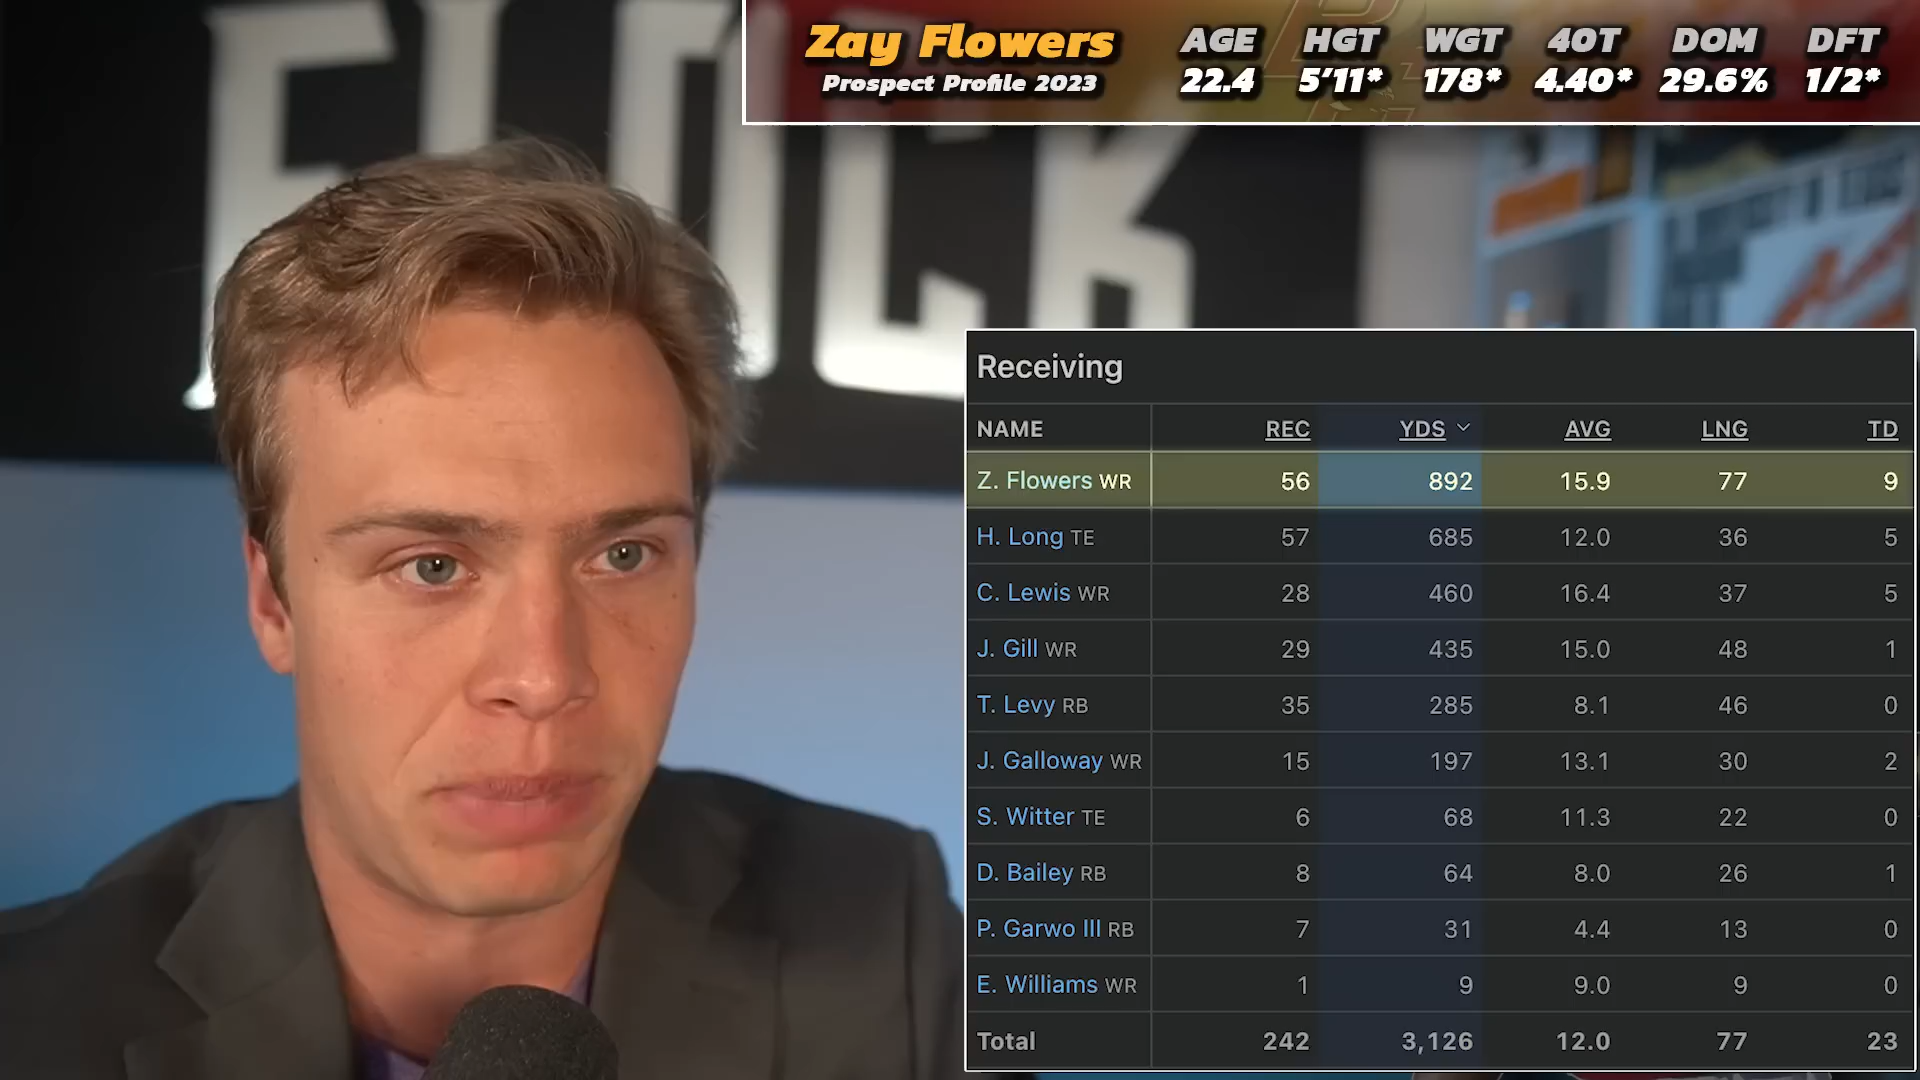 FLOCK
Zay Flowers
Prospect Profile 2023
AGE HGT WGT 40T DOM DFT
22.4 5'11* 178* 4.40* 29.6% 1/2*
Receiving
NAME REC YDS AVG LNG TD
Z. Flowers WR 56 892 15.9 77 9
H. Long TE 57 685 12.0 36 5
C. Lewis WR 28 460 16.4 37 5
J. Gill WR 29 435 15.0 48 1
T. Levy RB 35 285 8.1 46 0
J. Galloway WR 15 197 13.1 30 2
S. Witter TE 6 68 11.3 22 0
D. Bailey RB 8 64 8.0 26 1
P. Garwo III RB 7 31 4.4 13 0
E. Williams WR 1 9 9.0 9 0
Total 242 3,126 12.0 77 23